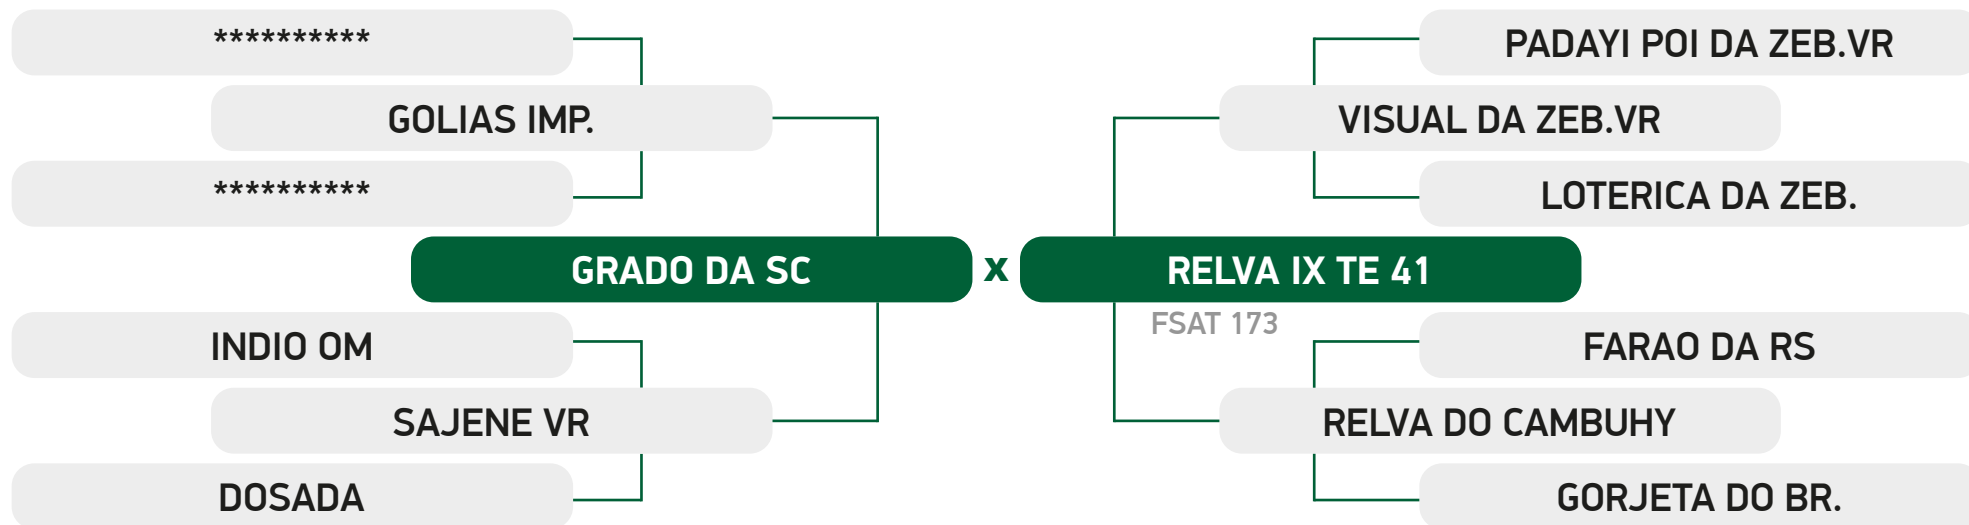 **********
PADAYI POI DA ZEB.VR
GOLIAS IMP.
VISUAL DA ZEB.VR
**********
LOTERICA DA ZEB.
GRADO DA SC
x
RELVA IX TE 41
FSAT 173
INDIO OM
FARAO DA RS
SAJENE VR
RELVA DO CAMBUHY
DOSADA
GORJETA DO BR.